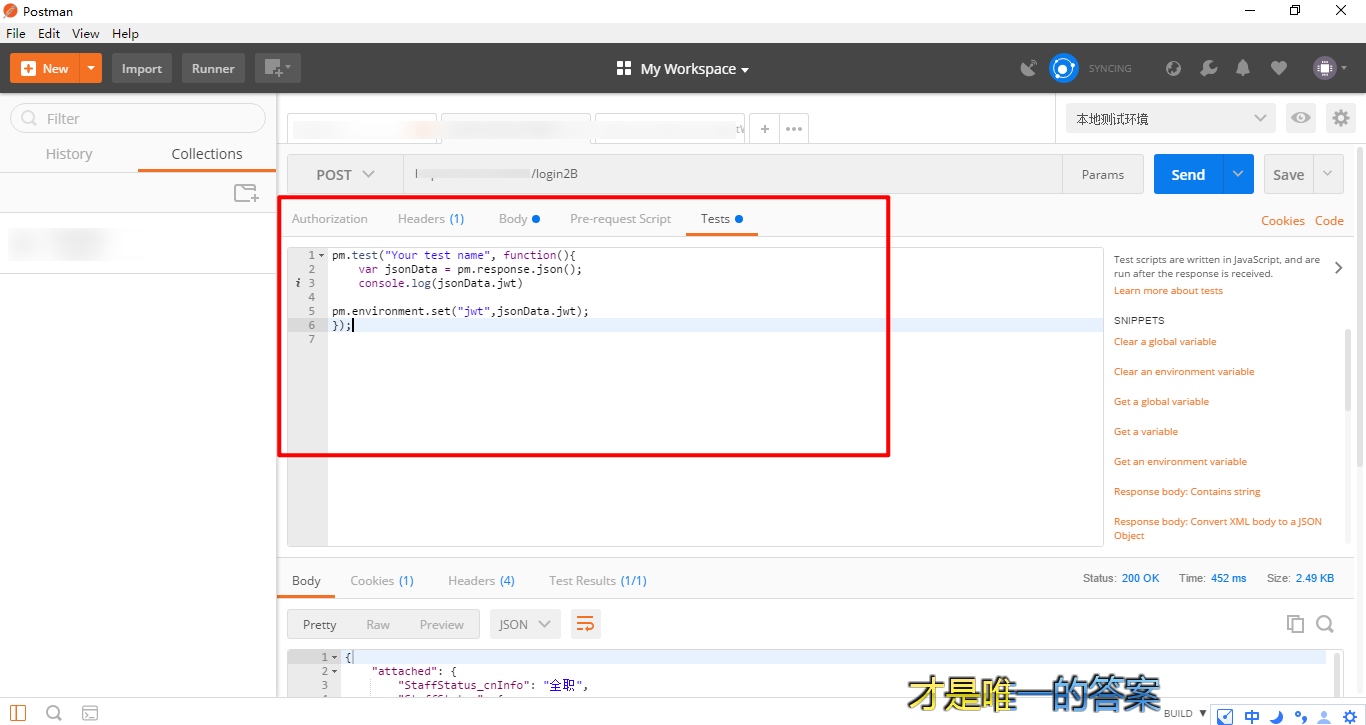 Postman
File Edit View Help
New Import Runner My Workspace SYNCING
Filter
History Collections
本地测试环境
POST /login2B Params Send Save
Authorization Headers (1) Body Pre-request Script Tests Cookies Code
1 pm.test("Your test name", function(){
2 var jsonData = pm.response.json();
i 3 console.log(jsonData.jwt)
4
5 pm.environment.set("jwt",jsonData.jwt);
6 });
7
Test scripts are written in JavaScript, and are
run after the response is received.
Learn more about tests
SNIPPETS
Clear a global variable
Clear an environment variable
Get a global variable
Get a variable
Get an environment variable
Response body: Contains string
Response body: Convert XML body to a JSON
Object
Body Cookies (1) Headers (4) Test Results (1/1) Status: 200 OK Time: 452 ms Size: 2.49 KB
Pretty Raw Preview JSON
1 {
2 "attached": {
3 "StaffStatus_cnInfo": "全职",
才是唯一的答案
BUILD
中